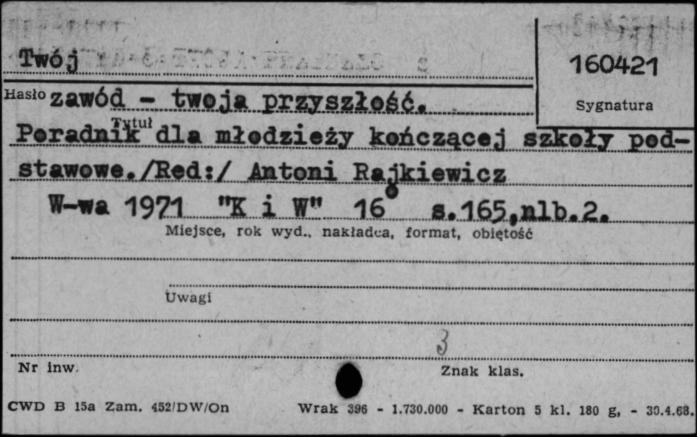 Twój
160421
Sygnatura
Hasło zawód - twoja przyszłość.
Tytuł
Poradnik dla młodzieży kończącej szkoły pod-
stawowe./Red:/ Antoni Rajkiewicz
W-wa 1971 "K i W" 16° s.165,nlb.2.
Miejsce, rok wyd., nakładca, format, objętość
Uwagi
3
Nr inw.
Znak klas.
CWD B 15a Zam. 452/DW/On Wrak 396 - 1.730.000 - Karton 5 kl. 180 g, - 30.4.68.